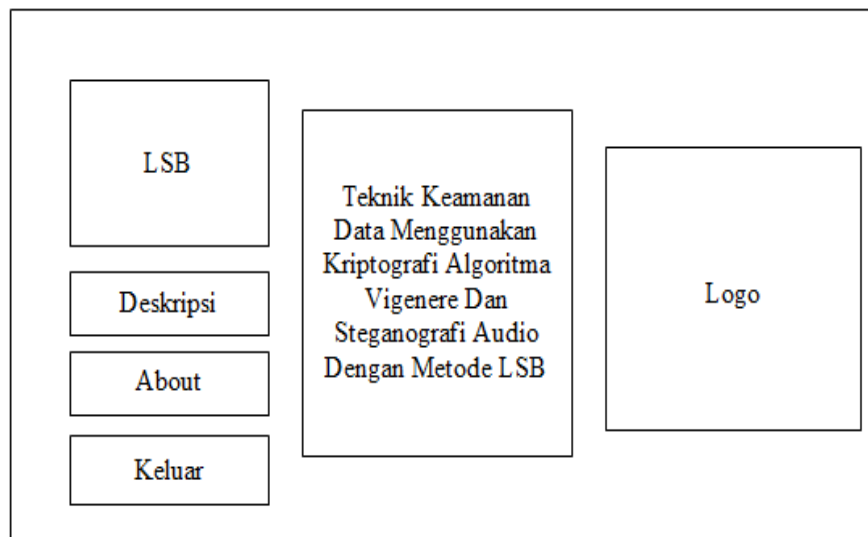 LSB
Deskripsi
About
Keluar
Teknik Keamanan
Data Menggunakan
Kriptografi Algoritma
Vigenere Dan
Steganografi Audio
Dengan Metode LSB
Logo